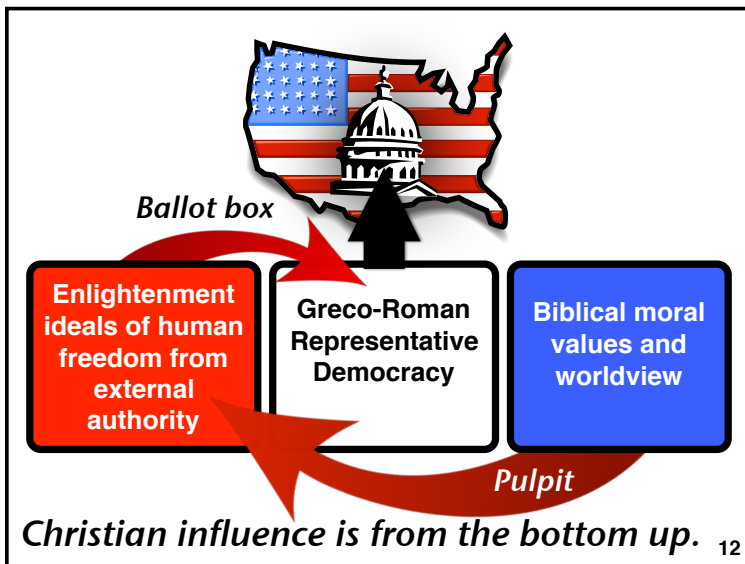 Ballot box
Enlightenment
ideals of human
freedom from
external
authority
Greco-Roman
Representative
Democracy
Biblical moral
values and
worldview
Pulpit
Christian influence is from the bottom up.
12